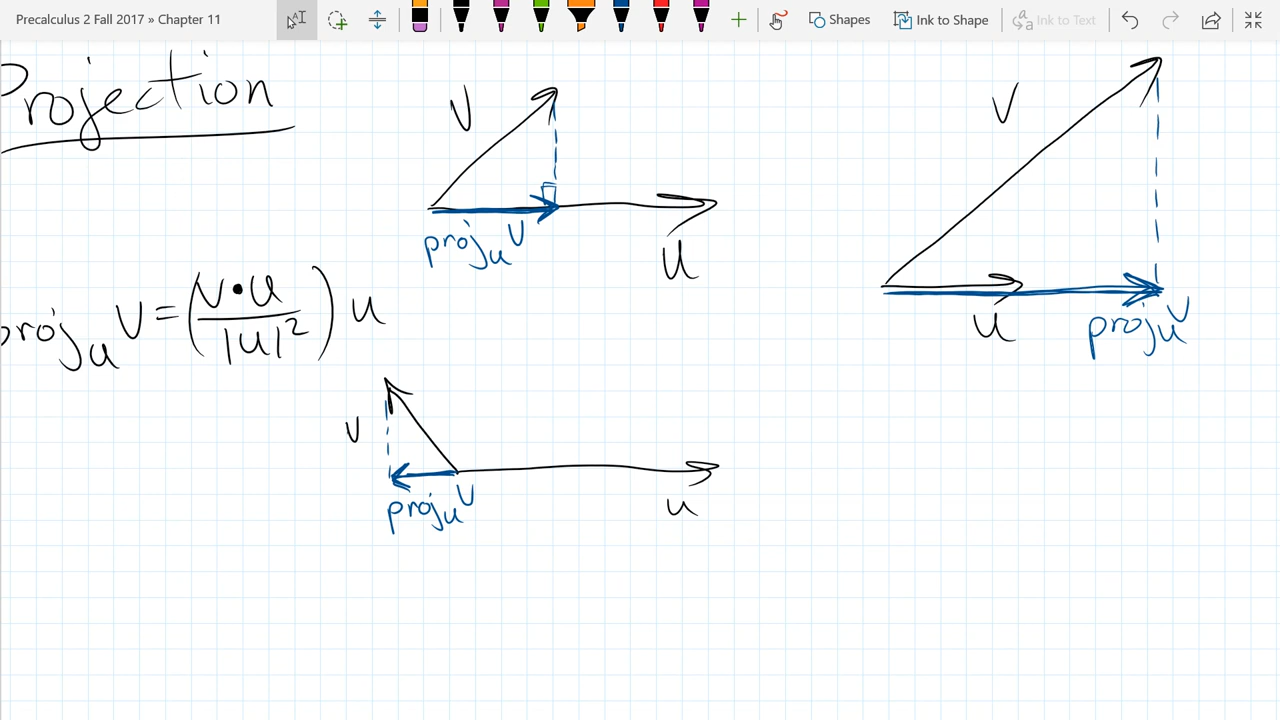 Precalculus 2 Fall 2017 » Chapter 11
Shapes
Ink to Shape
Ink to Text
Projection
V
proj_u V
u
V
u
proj_u V
proj_u V = (V • u / |u|²) u
V
proj_u V
u